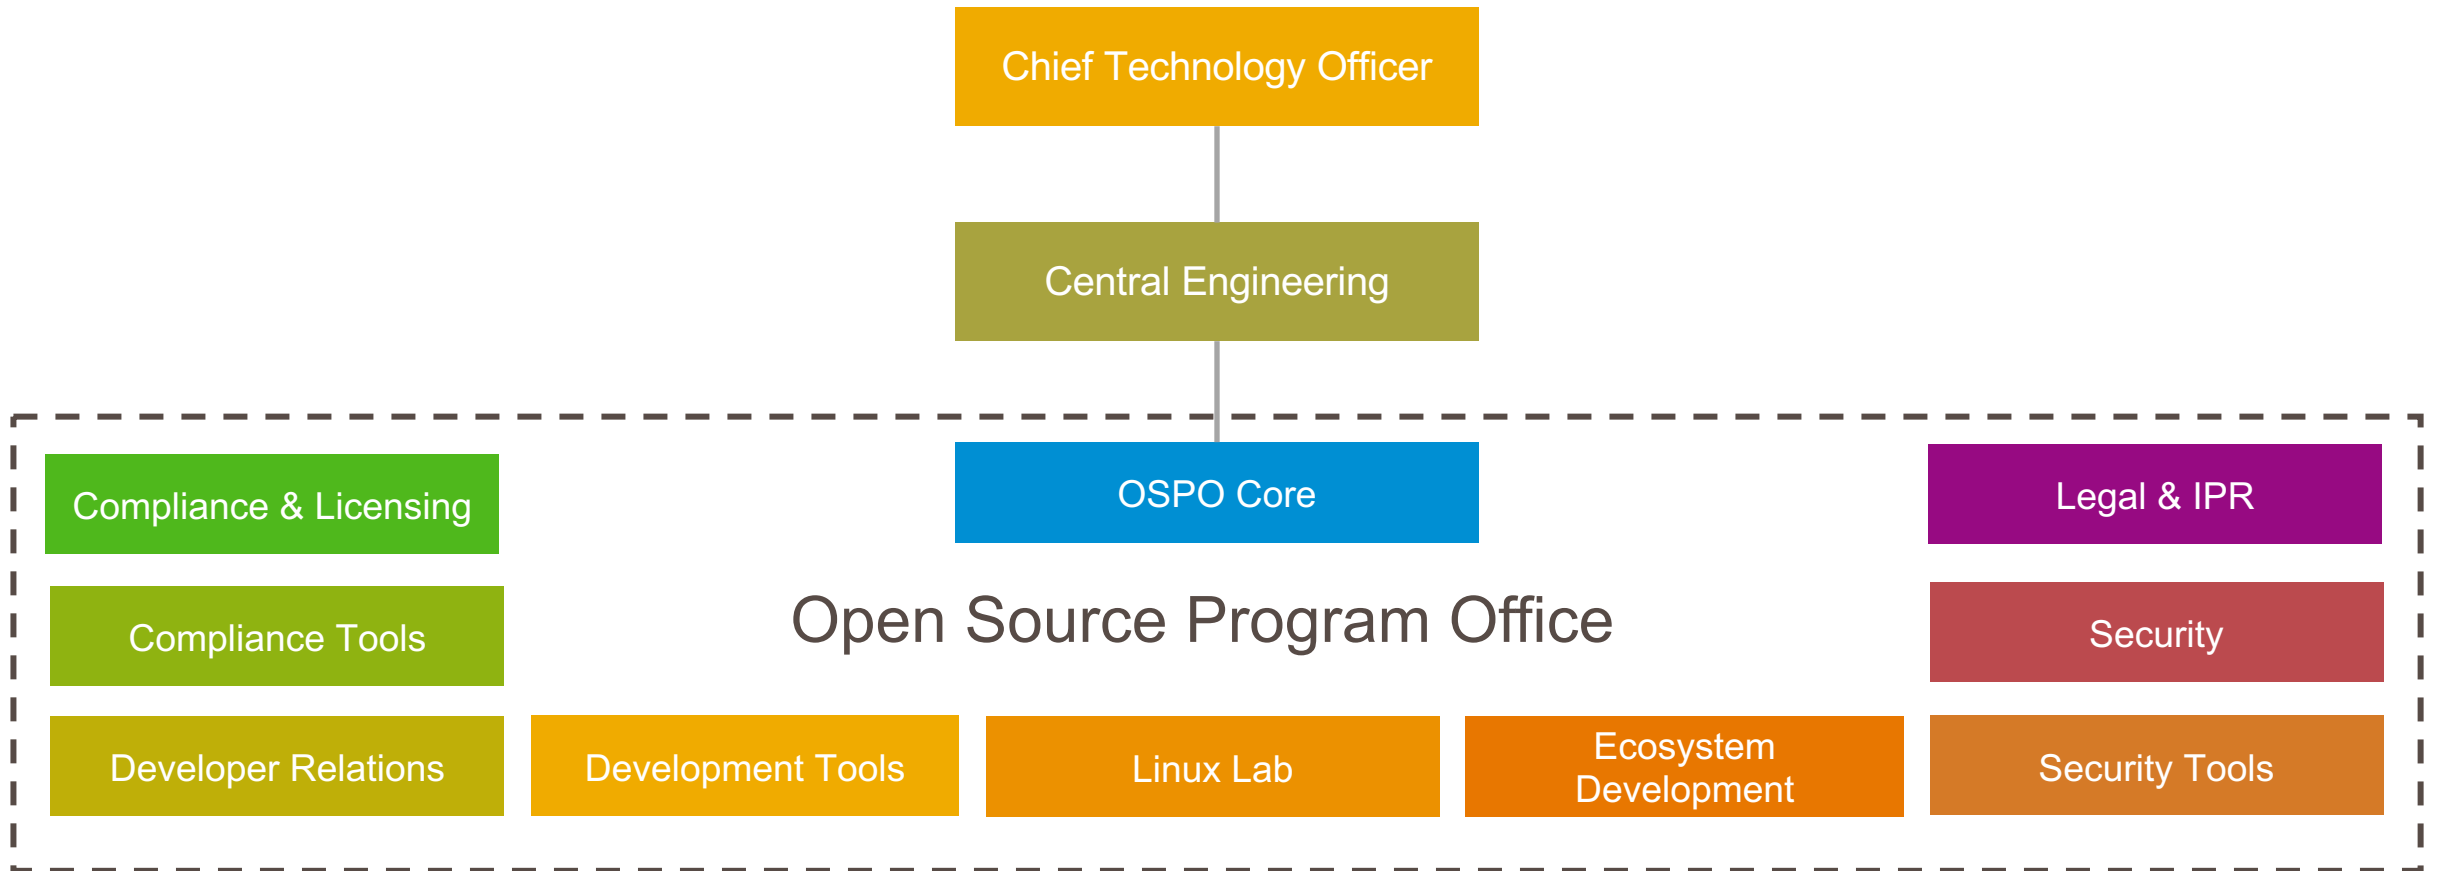 Chief Technology Officer
Central Engineering
Compliance & Licensing
OSPO Core
Legal & IPR
Compliance Tools
Open Source Program Office
Security
Developer Relations
Development Tools
Linux Lab
Ecosystem
Development
Security Tools